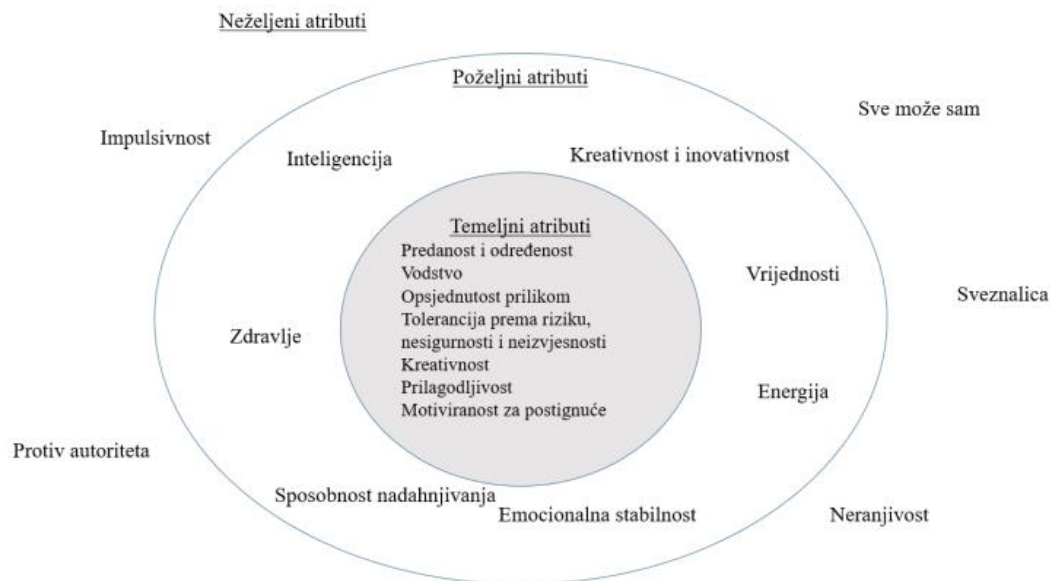 Neželjeni atributi
Poželjni atributi
Sve može sam
Impulsivnost
Inteligencija
Kreativnost i inovativnost
Temeljni atributi
Predanost i određenost
Vodstvo
Opsjednutost prilikom
Tolerancija prema riziku,
nesigurnosti i neizvjesnosti
Kreativnost
Prilagodljivost
Motiviranost za postignuće
Vrijednosti
Sveznalica
Zdravlje
Energija
Protiv autoriteta
Sposobnost nadahnjivanja
Emocionalna stabilnost
Neranjivost